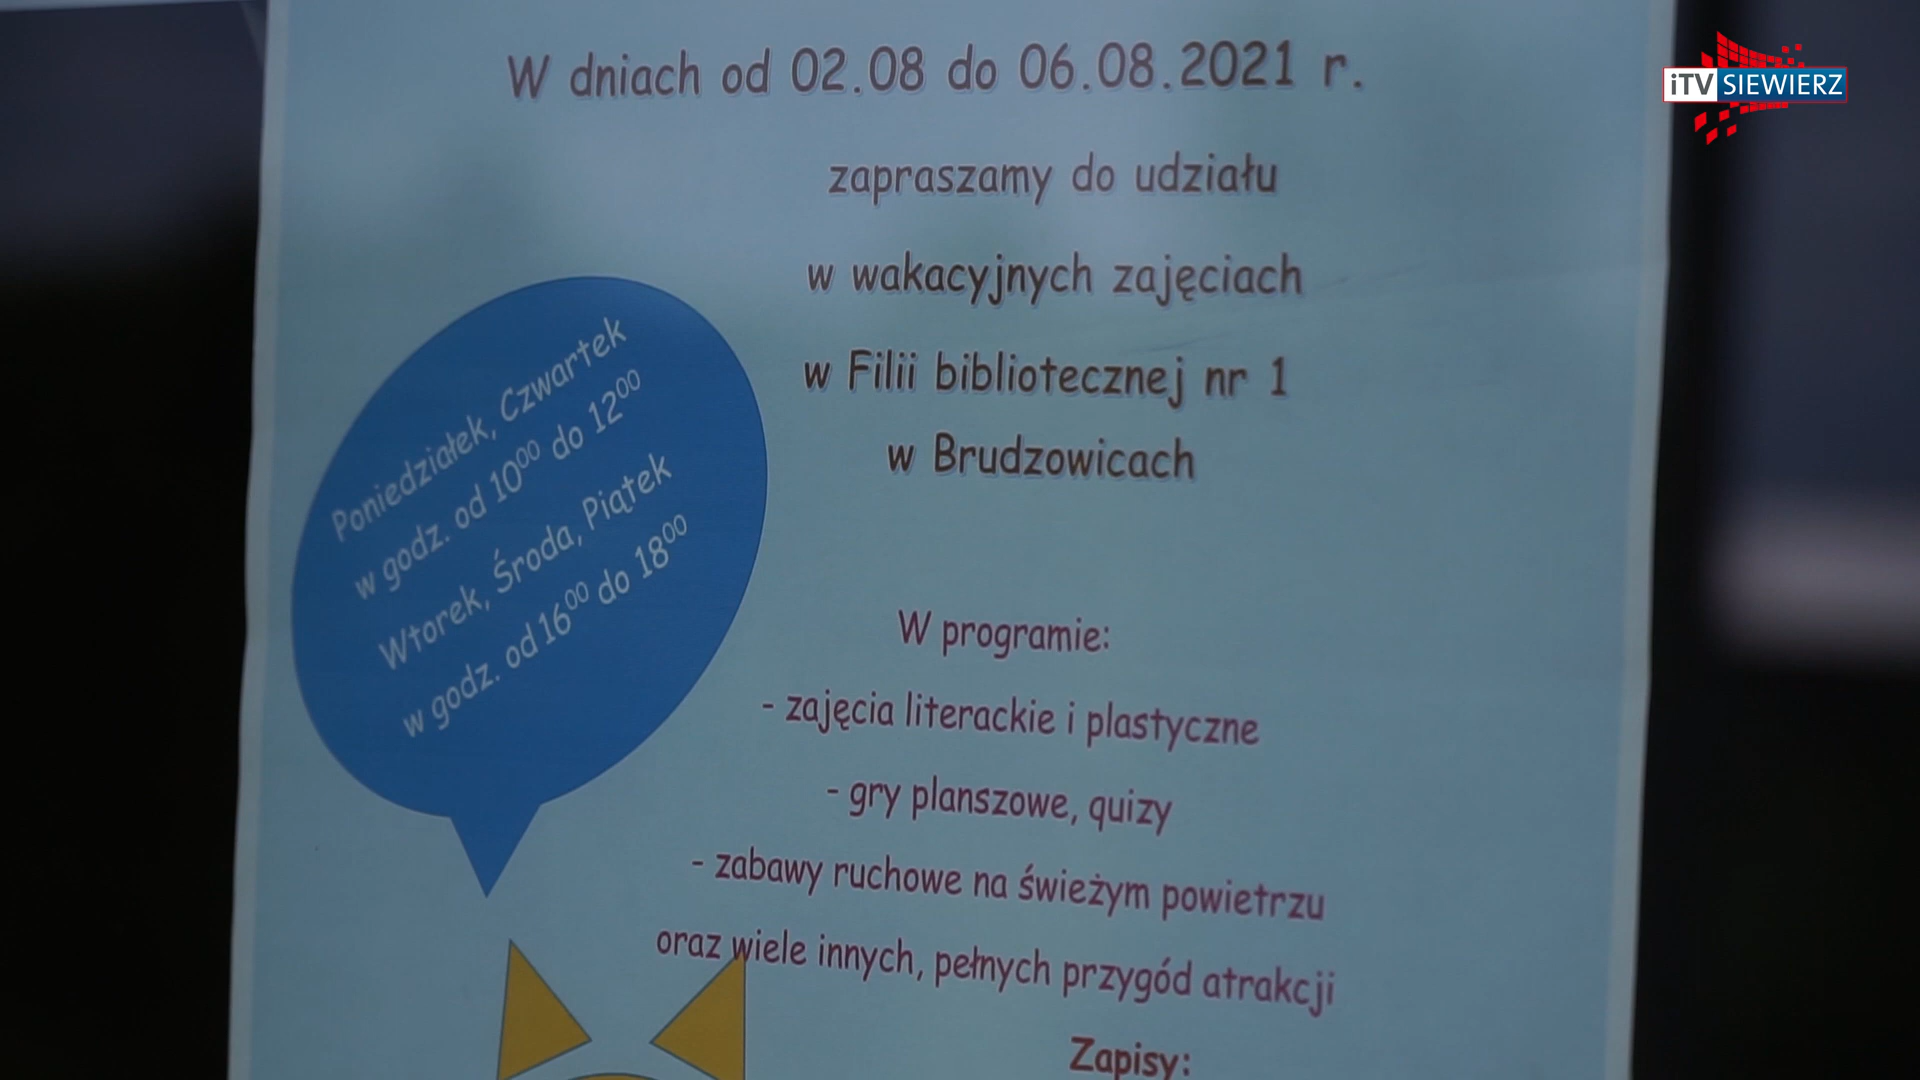 W dniach od 02.08 do 06.08.2021 r.
zapraszamy do udziału
w wakacyjnych zajęciach
w Filii bibliotecznej nr 1
w Brudzowicach
Poniedziałek, Czwartek
w godz. od 10⁰⁰ do 12⁰⁰
Wtorek, Środa, Piątek
w godz. od 16⁰⁰ do 18⁰⁰
W programie:
- zajęcia literackie i plastyczne
- gry planszowe, quizy
- zabawy ruchowe na świeżym powietrzu
oraz wiele innych, pełnych przygód atrakcji
Zapisy:
iTV SIEWIERZ